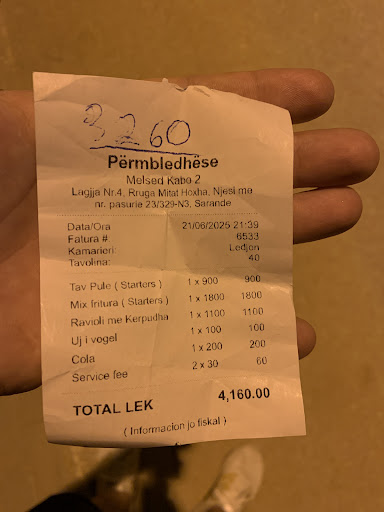 3260
Përmbledhëse
Melsed Kabo 2
Lagjja Nr.4, Rruga Mitat Hoxha, Njesi me
nr. pasurie 23/329-N3, Sarande
Data/Ora 21/06/2025 21:39
Fatura # 6533
Kamarieri: Ledjon
Tavolina: 40
Tav Pule ( Starters ) 1 x 900 900
Mix fritura ( Starters ) 1 x 1800 1800
Ravioli me Kerpudha 1 x 1100 1100
Uj i vogel 1 x 100 100
Cola 1 x 200 200
Service fee 2 x 30 60
TOTAL LEK 4,160.00
( Informacion jo fiskal )